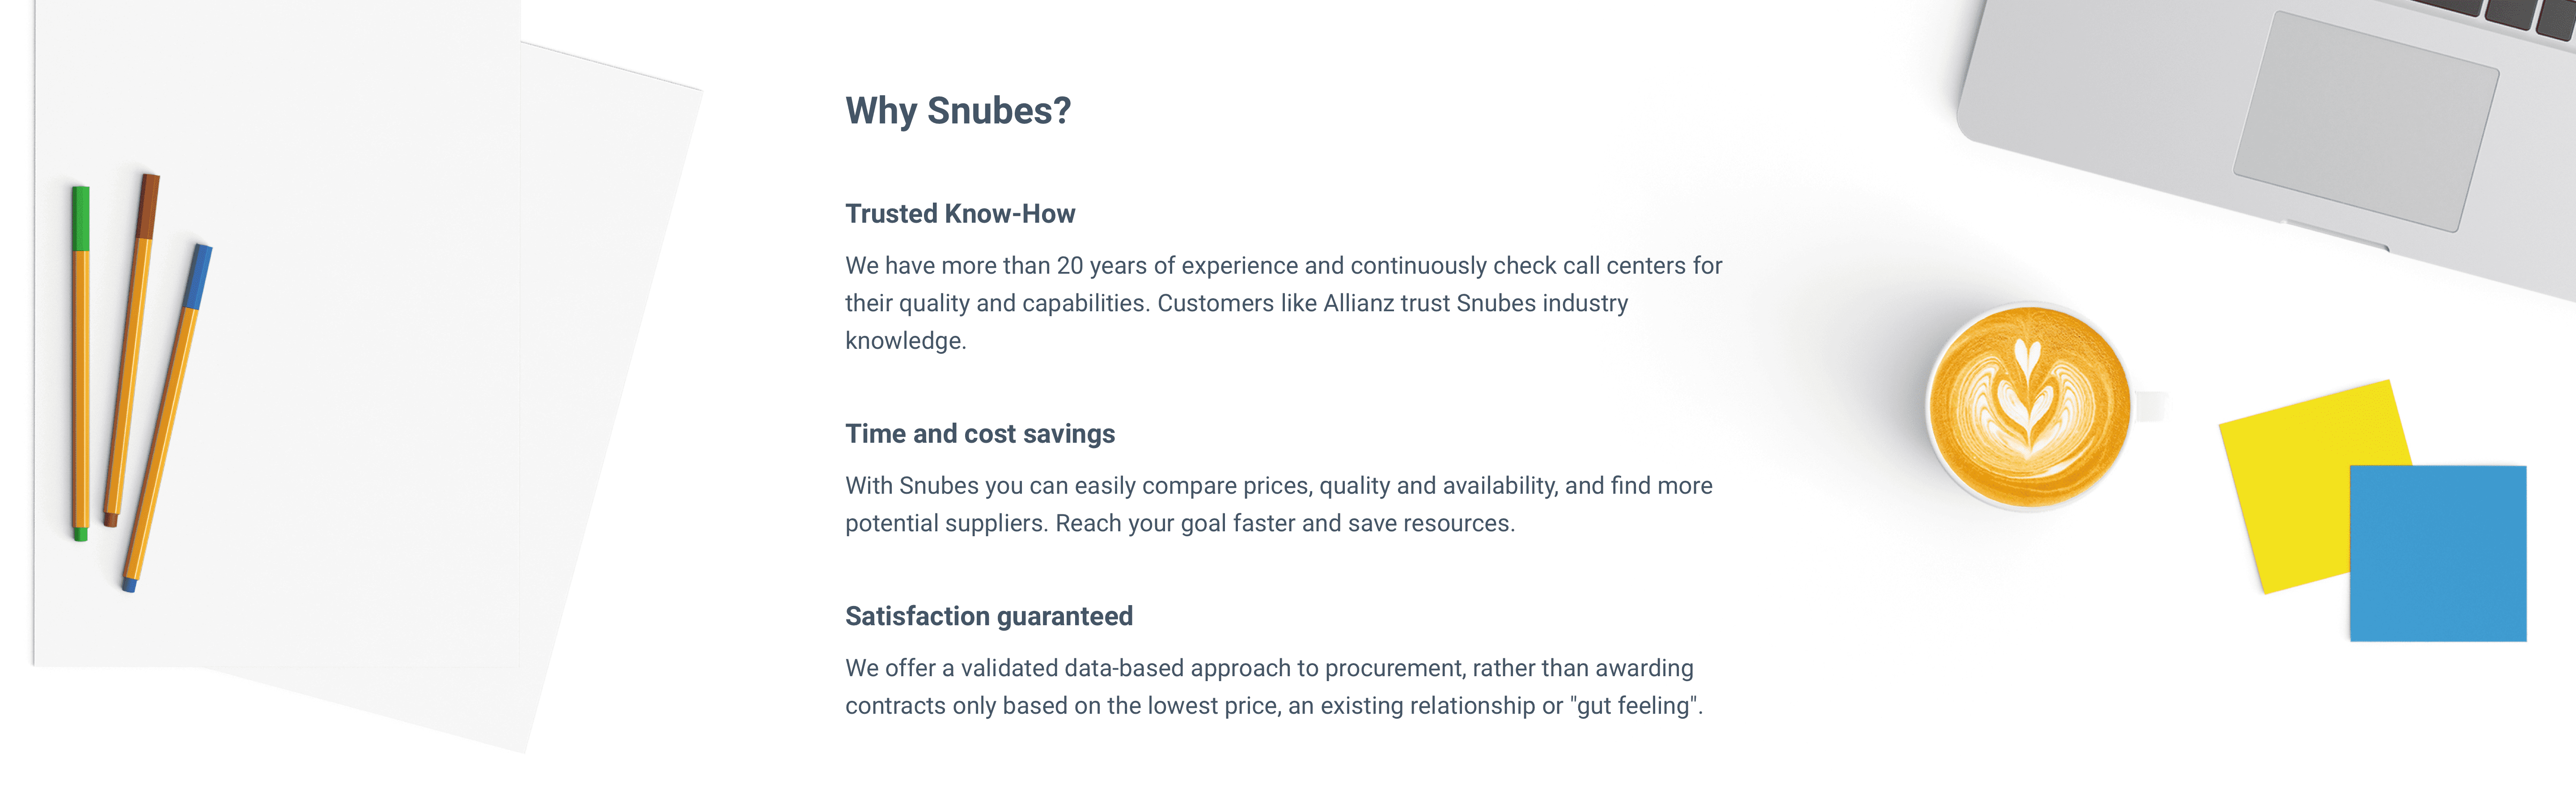 Why Snubes?
Trusted Know-How
We have more than 20 years of experience and continuously check call centers for
their quality and capabilities. Customers like Allianz trust Snubes industry
knowledge.
Time and cost savings
With Snubes you can easily compare prices, quality and availability, and find more
potential suppliers. Reach your goal faster and save resources.
Satisfaction guaranteed
We offer a validated data-based approach to procurement, rather than awarding
contracts only based on the lowest price, an existing relationship or "gut feeling".